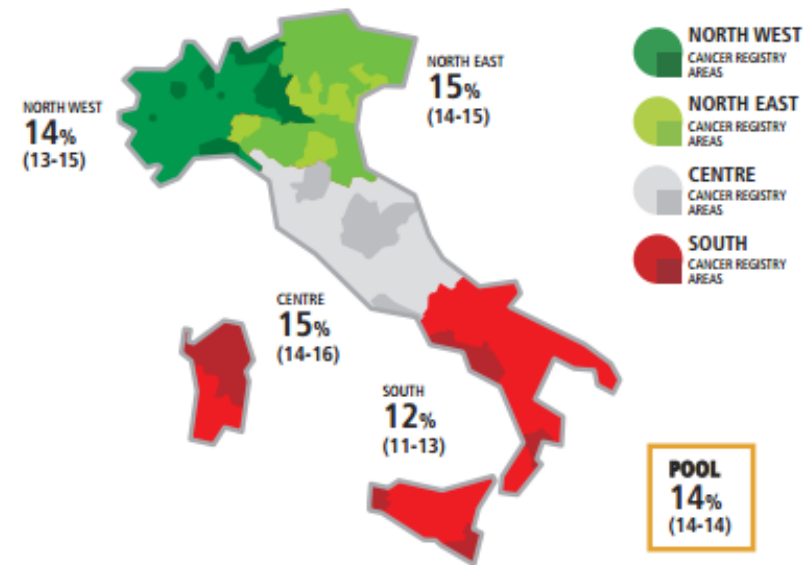 NORTH WEST
14%
(13-15)
NORTH EAST
15%
(14-15)
CENTRE
15%
(14-16)
SOUTH
12%
(11-13)
NORTH WEST
CANCER REGISTRY
AREAS
NORTH EAST
CANCER REGISTRY
AREAS
CENTRE
CANCER REGISTRY
AREAS
SOUTH
CANCER REGISTRY
AREAS
POOL
14%
(14-14)